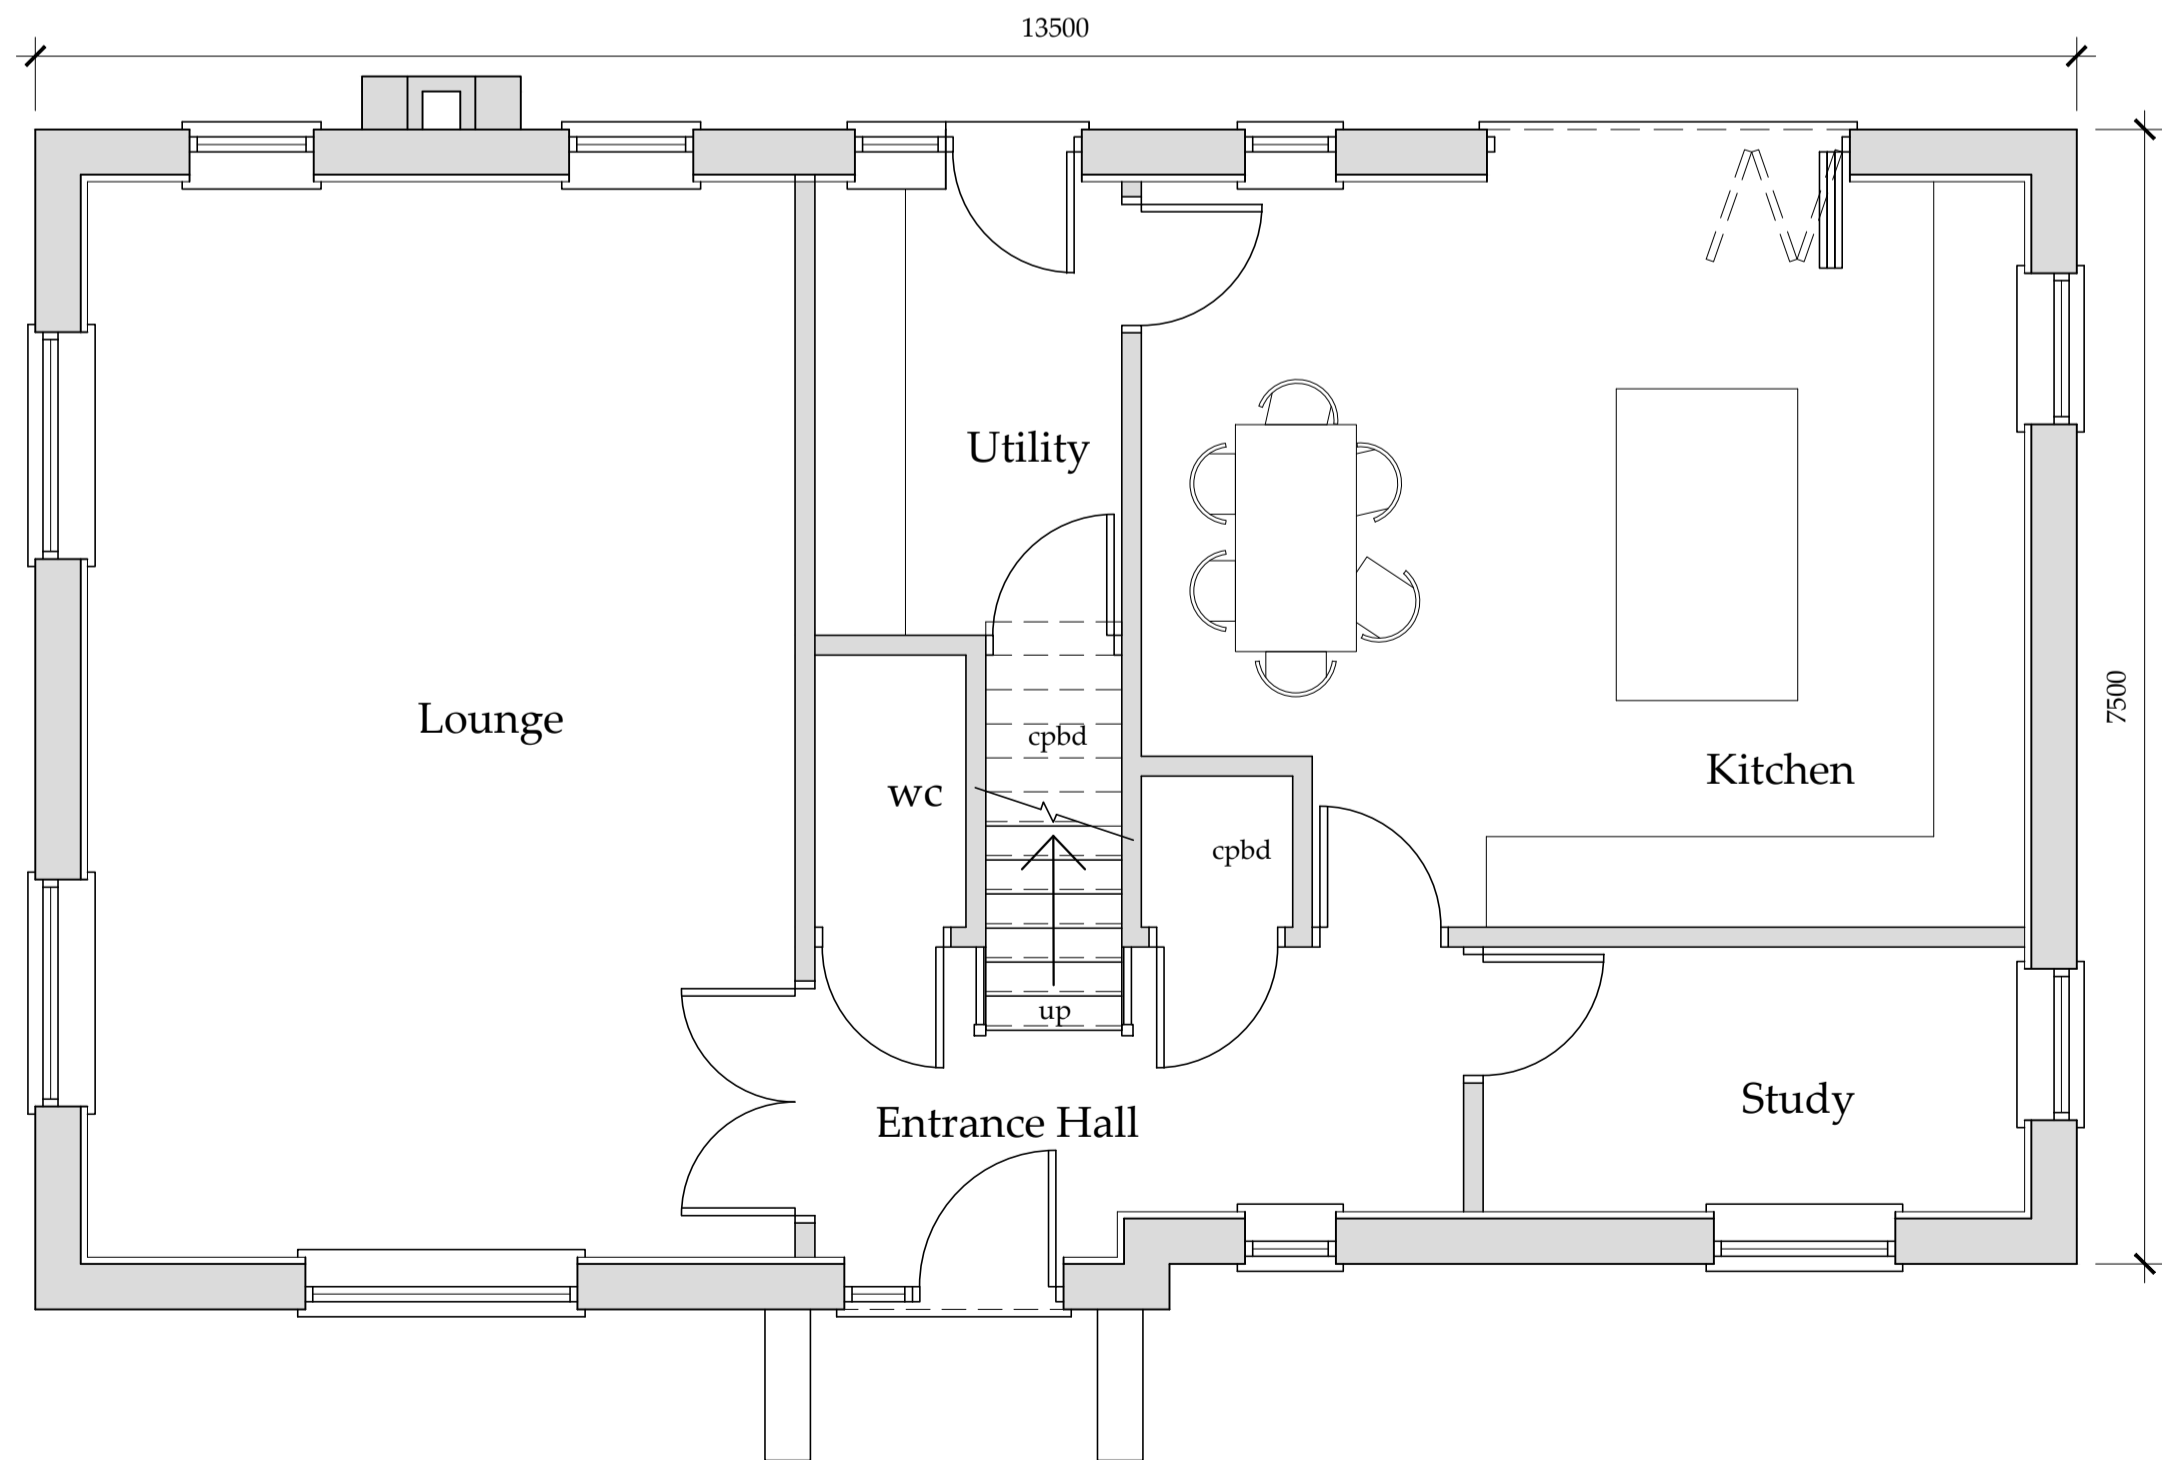 13500
Utility
Lounge
cpbd
7500
Kitchen
wc
cpbd
up
Study
Entrance Hall